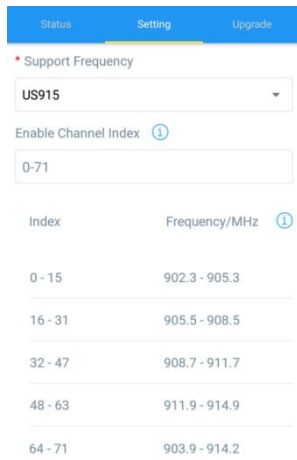 Status Setting Upgrade
* Support Frequency
US915
Enable Channel Index
0-71
Index Frequency/MHz
0 - 15 902.3 - 905.3
16 - 31 905.5 - 908.5
32 - 47 908.7 - 911.7
48 - 63 911.9 - 914.9
64 - 71 903.9 - 914.2